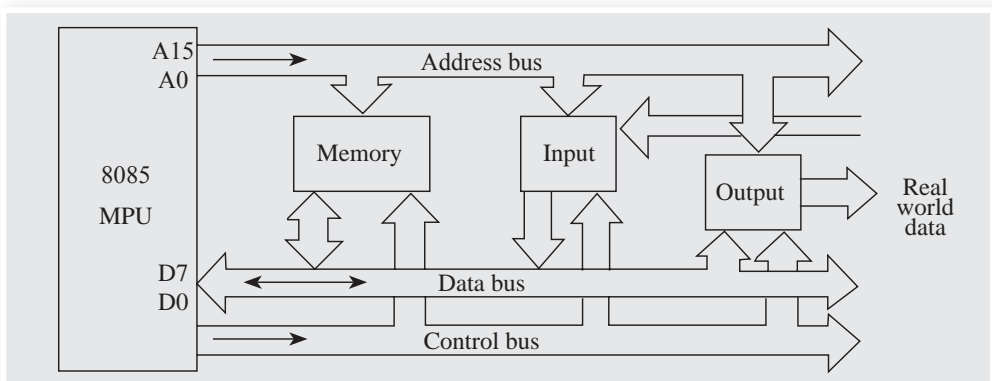 A15
A0
Address bus
8085
MPU
Memory
Input
Output
Real
world
data
D7
D0
Data bus
Control bus